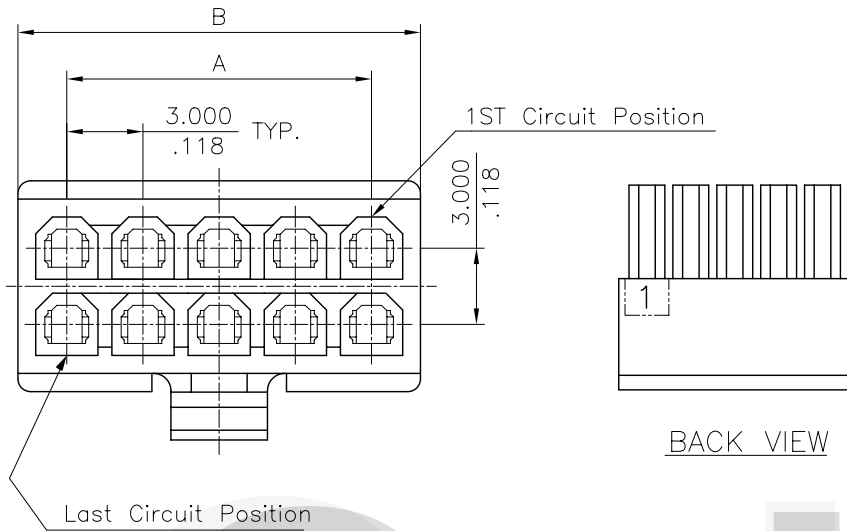 B
A
3.000
.118
TYP.
1ST Circuit Position
3.000
.118
1
BACK VIEW
Last Circuit Position